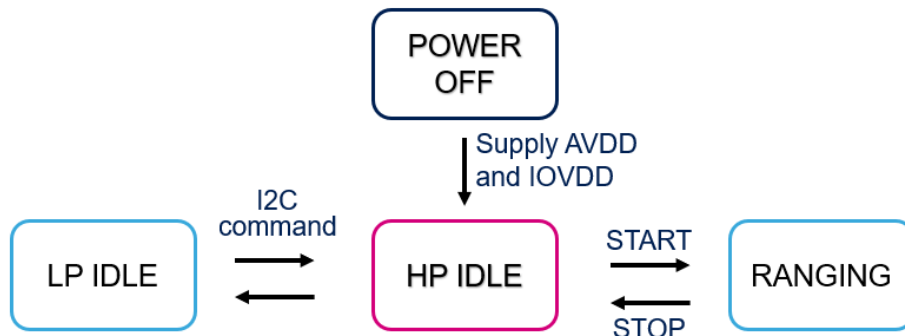 POWER
OFF
Supply AVDD
and IOVDD
I2C
command
LP IDLE
HP IDLE
START
STOP
RANGING